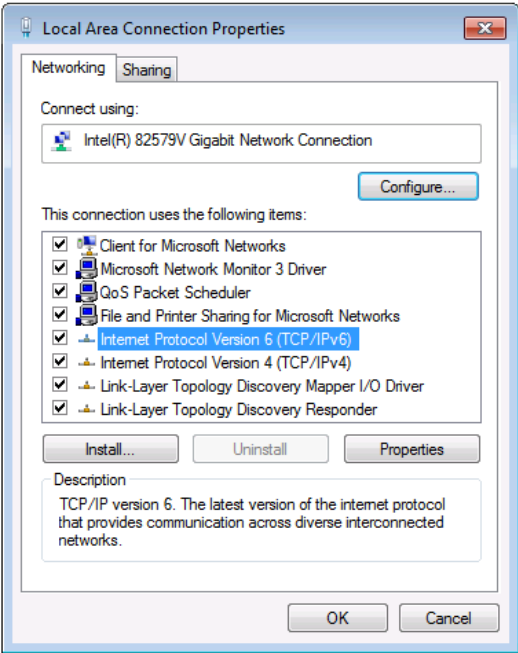 Local Area Connection Properties
Networking
Sharing
Connect using:
Intel(R) 82579V Gigabit Network Connection
Configure...
This connection uses the following items:
Client for Microsoft Networks
Microsoft Network Monitor 3 Driver
QoS Packet Scheduler
File and Printer Sharing for Microsoft Networks
Internet Protocol Version 6 (TCP/IPv6)
Internet Protocol Version 4 (TCP/IPv4)
Link-Layer Topology Discovery Mapper I/O Driver
Link-Layer Topology Discovery Responder
Install...
Uninstall
Properties
Description
TCP/IP version 6. The latest version of the internet protocol
that provides communication across diverse interconnected
networks.
OK
Cancel